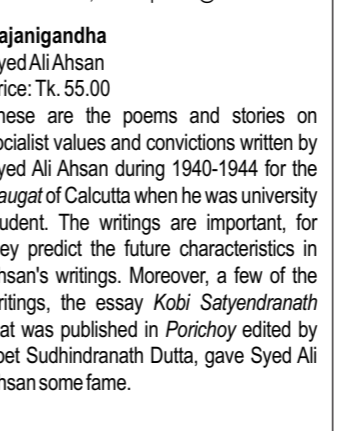 ajanigandha
yed Ali Ahsan
rice: Tk. 55.00
hese are the poems and stories on
ocialist values and convictions written by
yed Ali Ahsan during 1940-1944 for the
augat of Calcutta when he was university
udent. The writings are important, for
ey predict the future characteristics in
hsan's writings. Moreover, a few of the
ritings, the essay Kobi Satyendranath
at was published in Porichoy edited by
oet Sudhindranath Dutta, gave Syed Ali
hsan some fame.